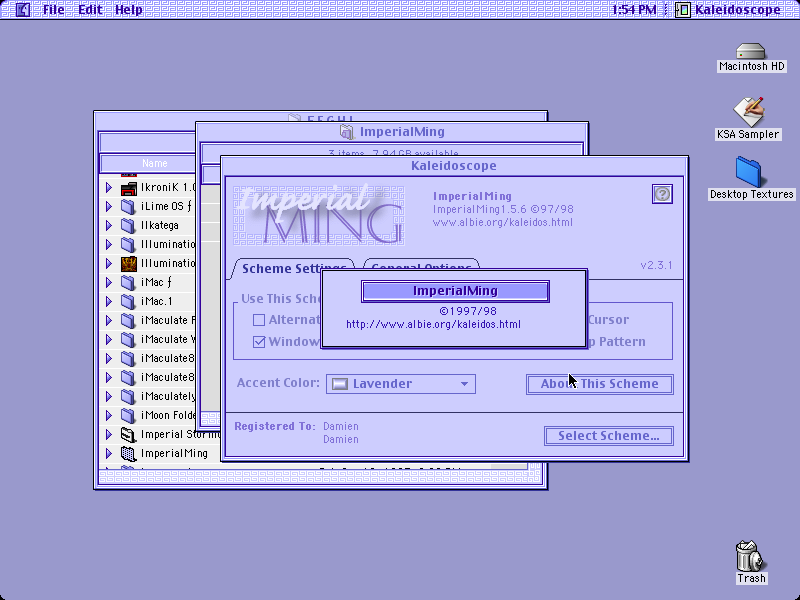 File Edit Help 1:54 PM Kaleidoscope
Macintosh HD
KSA Sampler
Desktop Textures
Trash
ImperialMing
3 items, 7.94 GB available
Name
IkroniK 1.0
iLime OS ƒ
Ilkatega
Illuminatio
Illuminatio
iMac ƒ
iMac.1
iMaculate F
iMaculate Y
iMaculate8
iMaculate8
iMaculately
iMoon Folde
Imperial Stormi
ImperialMing
Kaleidoscope
Imperial
MING
ImperialMing
ImperialMing1.5.6 ©97/98
www.albie.org/kaleidos.html
v2.3.1
Scheme Settings General Options
Use This Sche
Alternat
Cursor
Window
p Pattern
ImperialMing
©1997/98
http://www.albie.org/kaleidos.html
Accent Color: Lavender
About This Scheme
Registered To: Damien
Damien
Select Scheme...